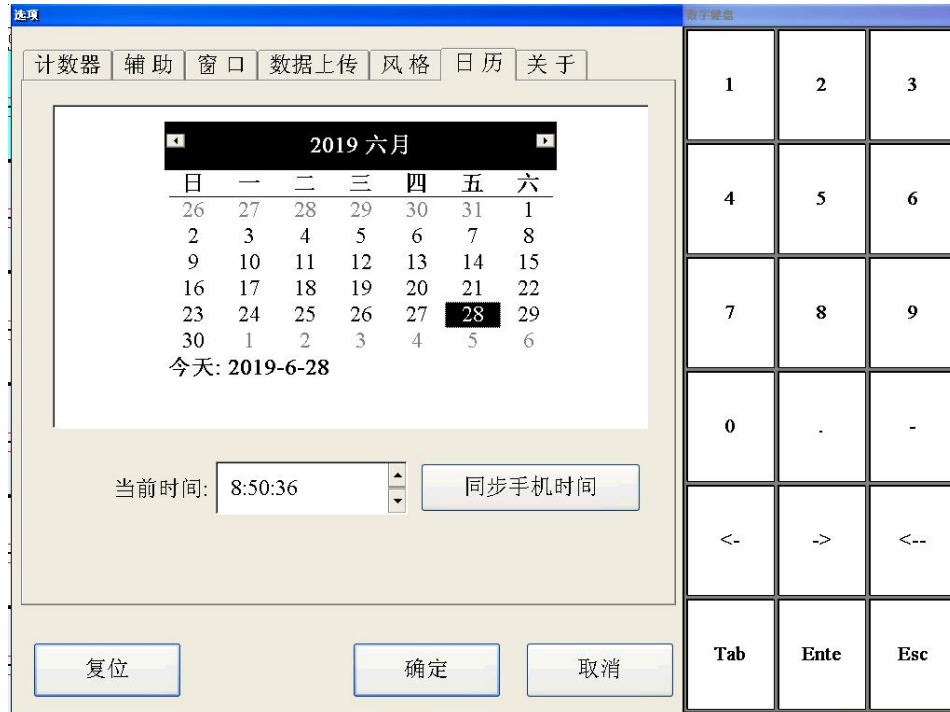 选项
计数器 辅助 窗口 数据上传 风格 日历 关于
2019 六月
日 一 二 三 四 五 六
26 27 28 29 30 31 1
2 3 4 5 6 7 8
9 10 11 12 13 14 15
16 17 18 19 20 21 22
23 24 25 26 27 28 29
30 1 2 3 4 5 6
今天: 2019-6-28
当前时间: 8:50:36 同步手机时间
复位 确定 取消
数字键盘
1 2 3
4 5 6
7 8 9
0 . -
<- -> <--
Tab Ente Esc